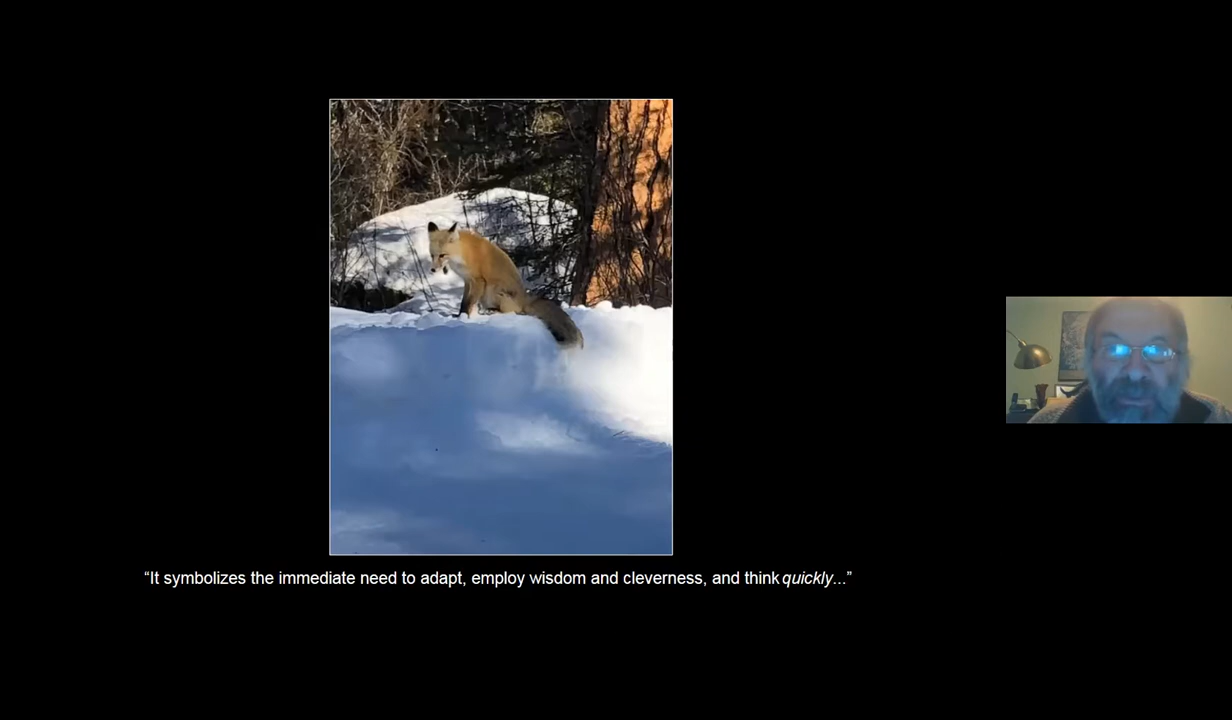 “It symbolizes the immediate need to adapt, employ wisdom and cleverness, and think quickly...”